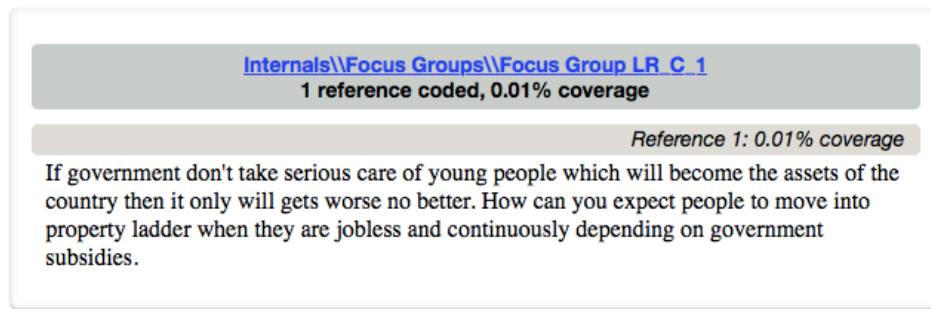 Internals\\Focus Groups\\Focus Group LR_C_1
1 reference coded, 0.01% coverage
Reference 1: 0.01% coverage
If government don't take serious care of young people which will become the assets of the
country then it only will gets worse no better. How can you expect people to move into
property ladder when they are jobless and continuously depending on government
subsidies.